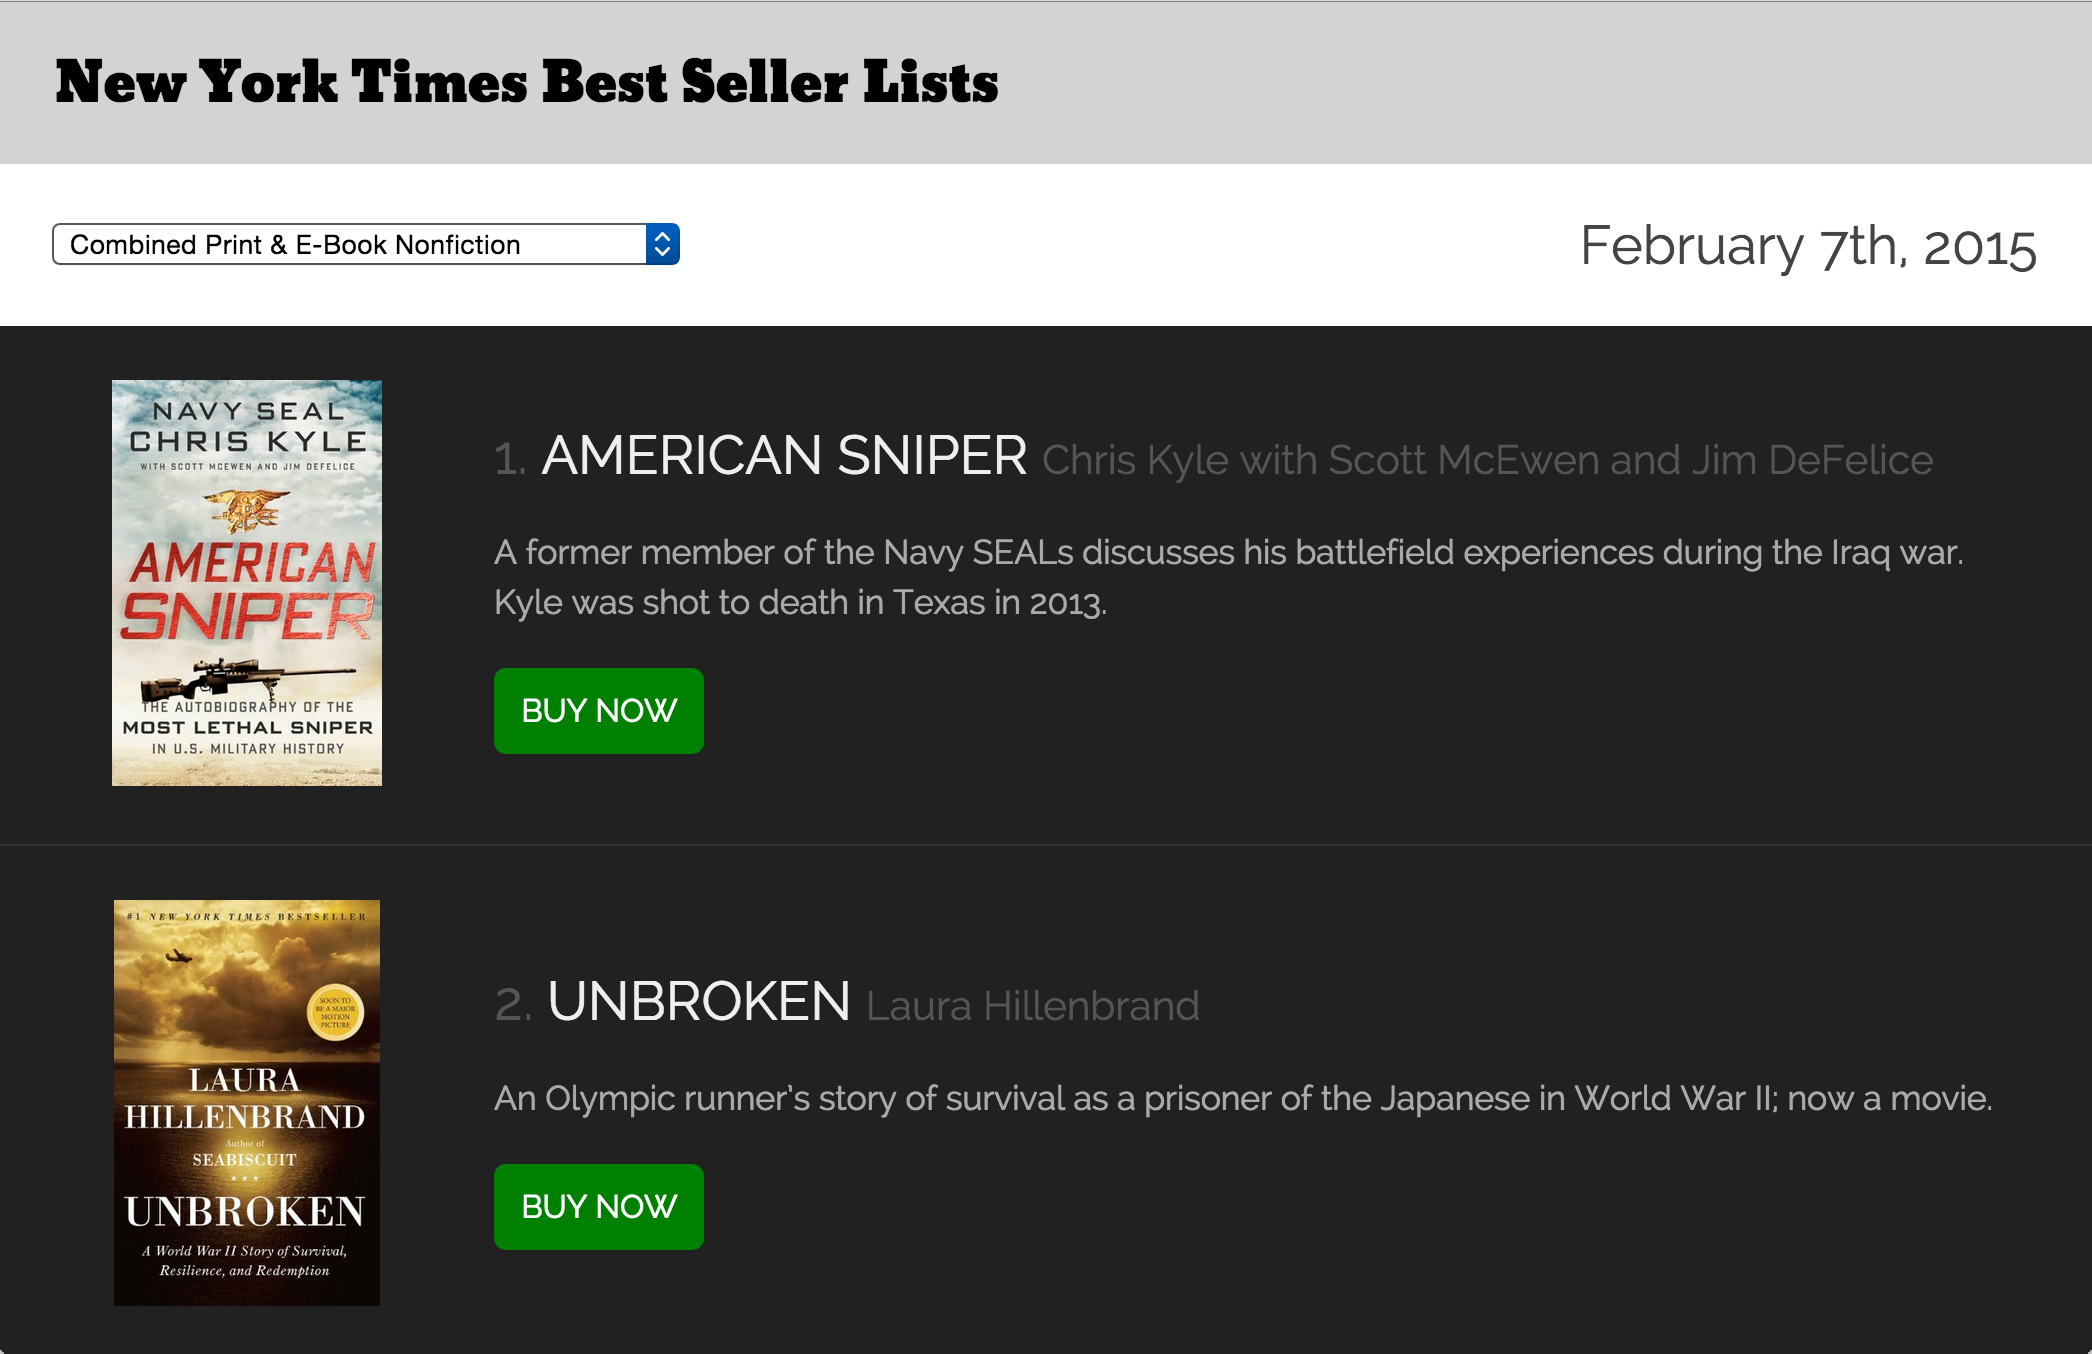 New York Times Best Seller Lists
Combined Print & E-Book Nonfiction
February 7th, 2015
NAVY SEAL
CHRIS KYLE
WITH SCOTT MCEWEN AND JIM DEFELICE
AMERICAN
SNIPER
THE AUTOBIOGRAPHY OF THE
MOST LETHAL SNIPER
IN U.S. MILITARY HISTORY
1. AMERICAN SNIPER Chris Kyle with Scott McEwen and Jim DeFelice
A former member of the Navy SEALs discusses his battlefield experiences during the Iraq war.
Kyle was shot to death in Texas in 2013.
BUY NOW
#1 NEW YORK TIMES BESTSELLER
SOON TO
BE A MAJOR
MOTION
PICTURE
LAURA
HILLENBRAND
Author of
SEABISCUIT
UNBROKEN
A World War II Story of Survival,
Resilience, and Redemption
2. UNBROKEN Laura Hillenbrand
An Olympic runner’s story of survival as a prisoner of the Japanese in World War II; now a movie.
BUY NOW